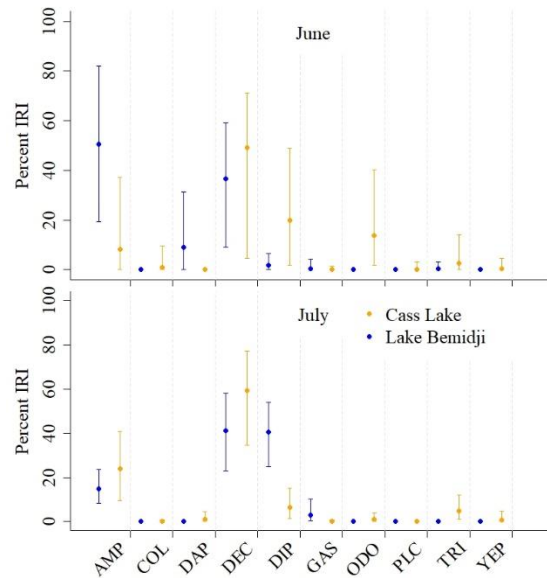 June
Percent IRI
0 20 40 60 80 100
July
Cass Lake
Lake Bemidji
Percent IRI
0 20 40 60 80 100
AMP COL DAP DEC DIP GAS ODO PLC TRI YEP